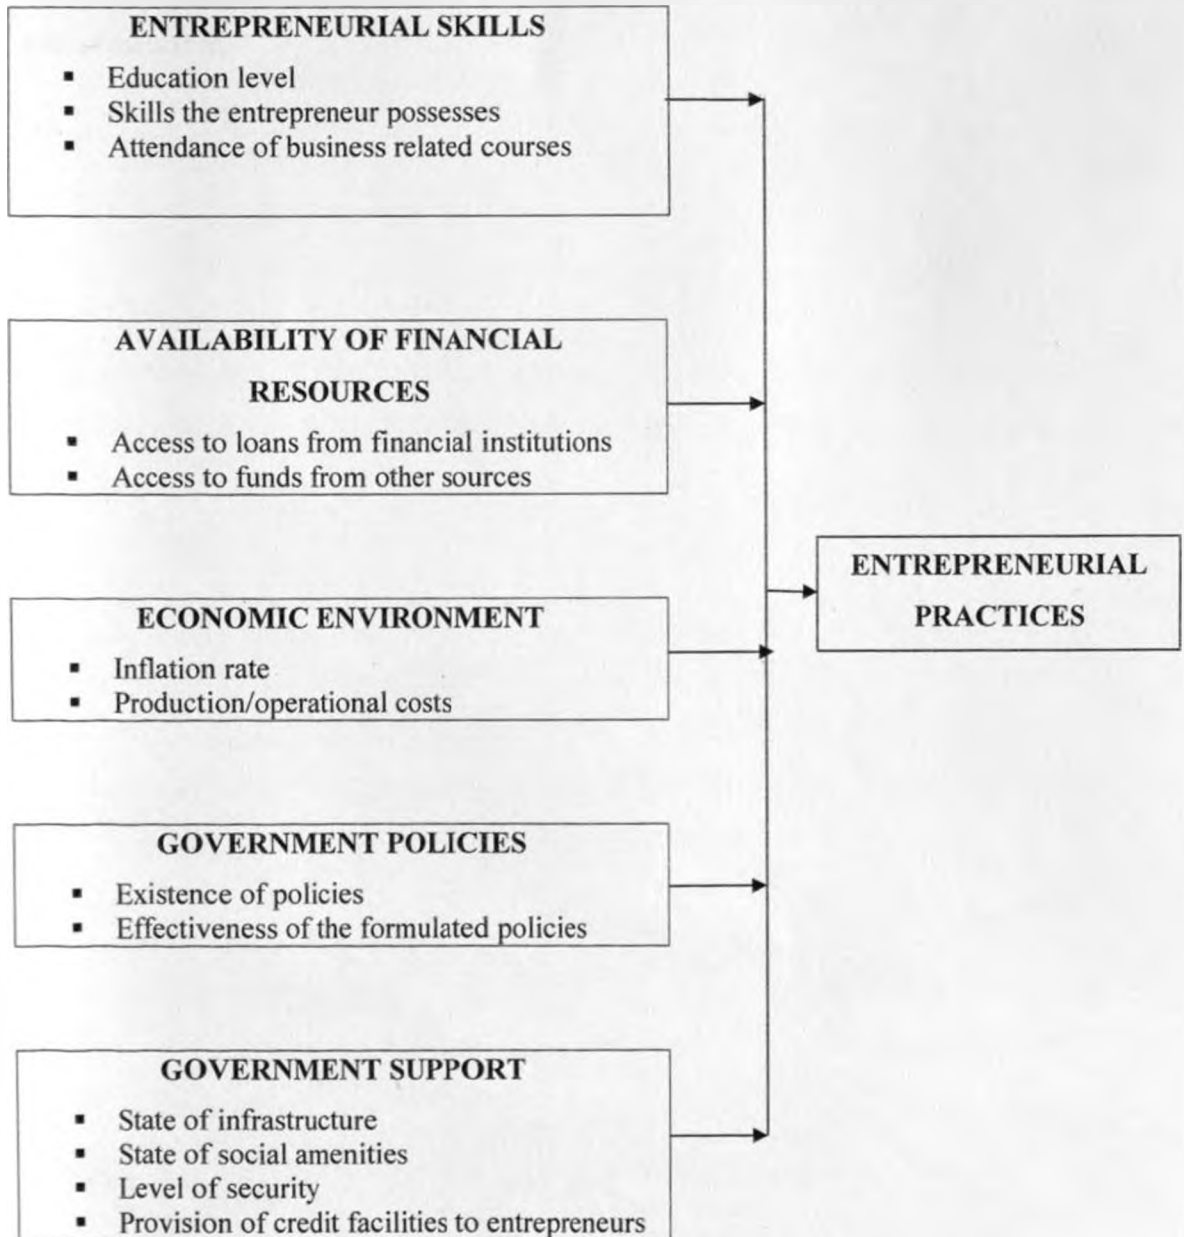 ENTREPRENEURIAL SKILLS
▪ Education level
▪ Skills the entrepreneur possesses
▪ Attendance of business related courses
AVAILABILITY OF FINANCIAL
RESOURCES
▪ Access to loans from financial institutions
▪ Access to funds from other sources
ECONOMIC ENVIRONMENT
▪ Inflation rate
▪ Production/operational costs
GOVERNMENT POLICIES
▪ Existence of policies
▪ Effectiveness of the formulated policies
GOVERNMENT SUPPORT
▪ State of infrastructure
▪ State of social amenities
▪ Level of security
▪ Provision of credit facilities to entrepreneurs
ENTREPRENEURIAL
PRACTICES